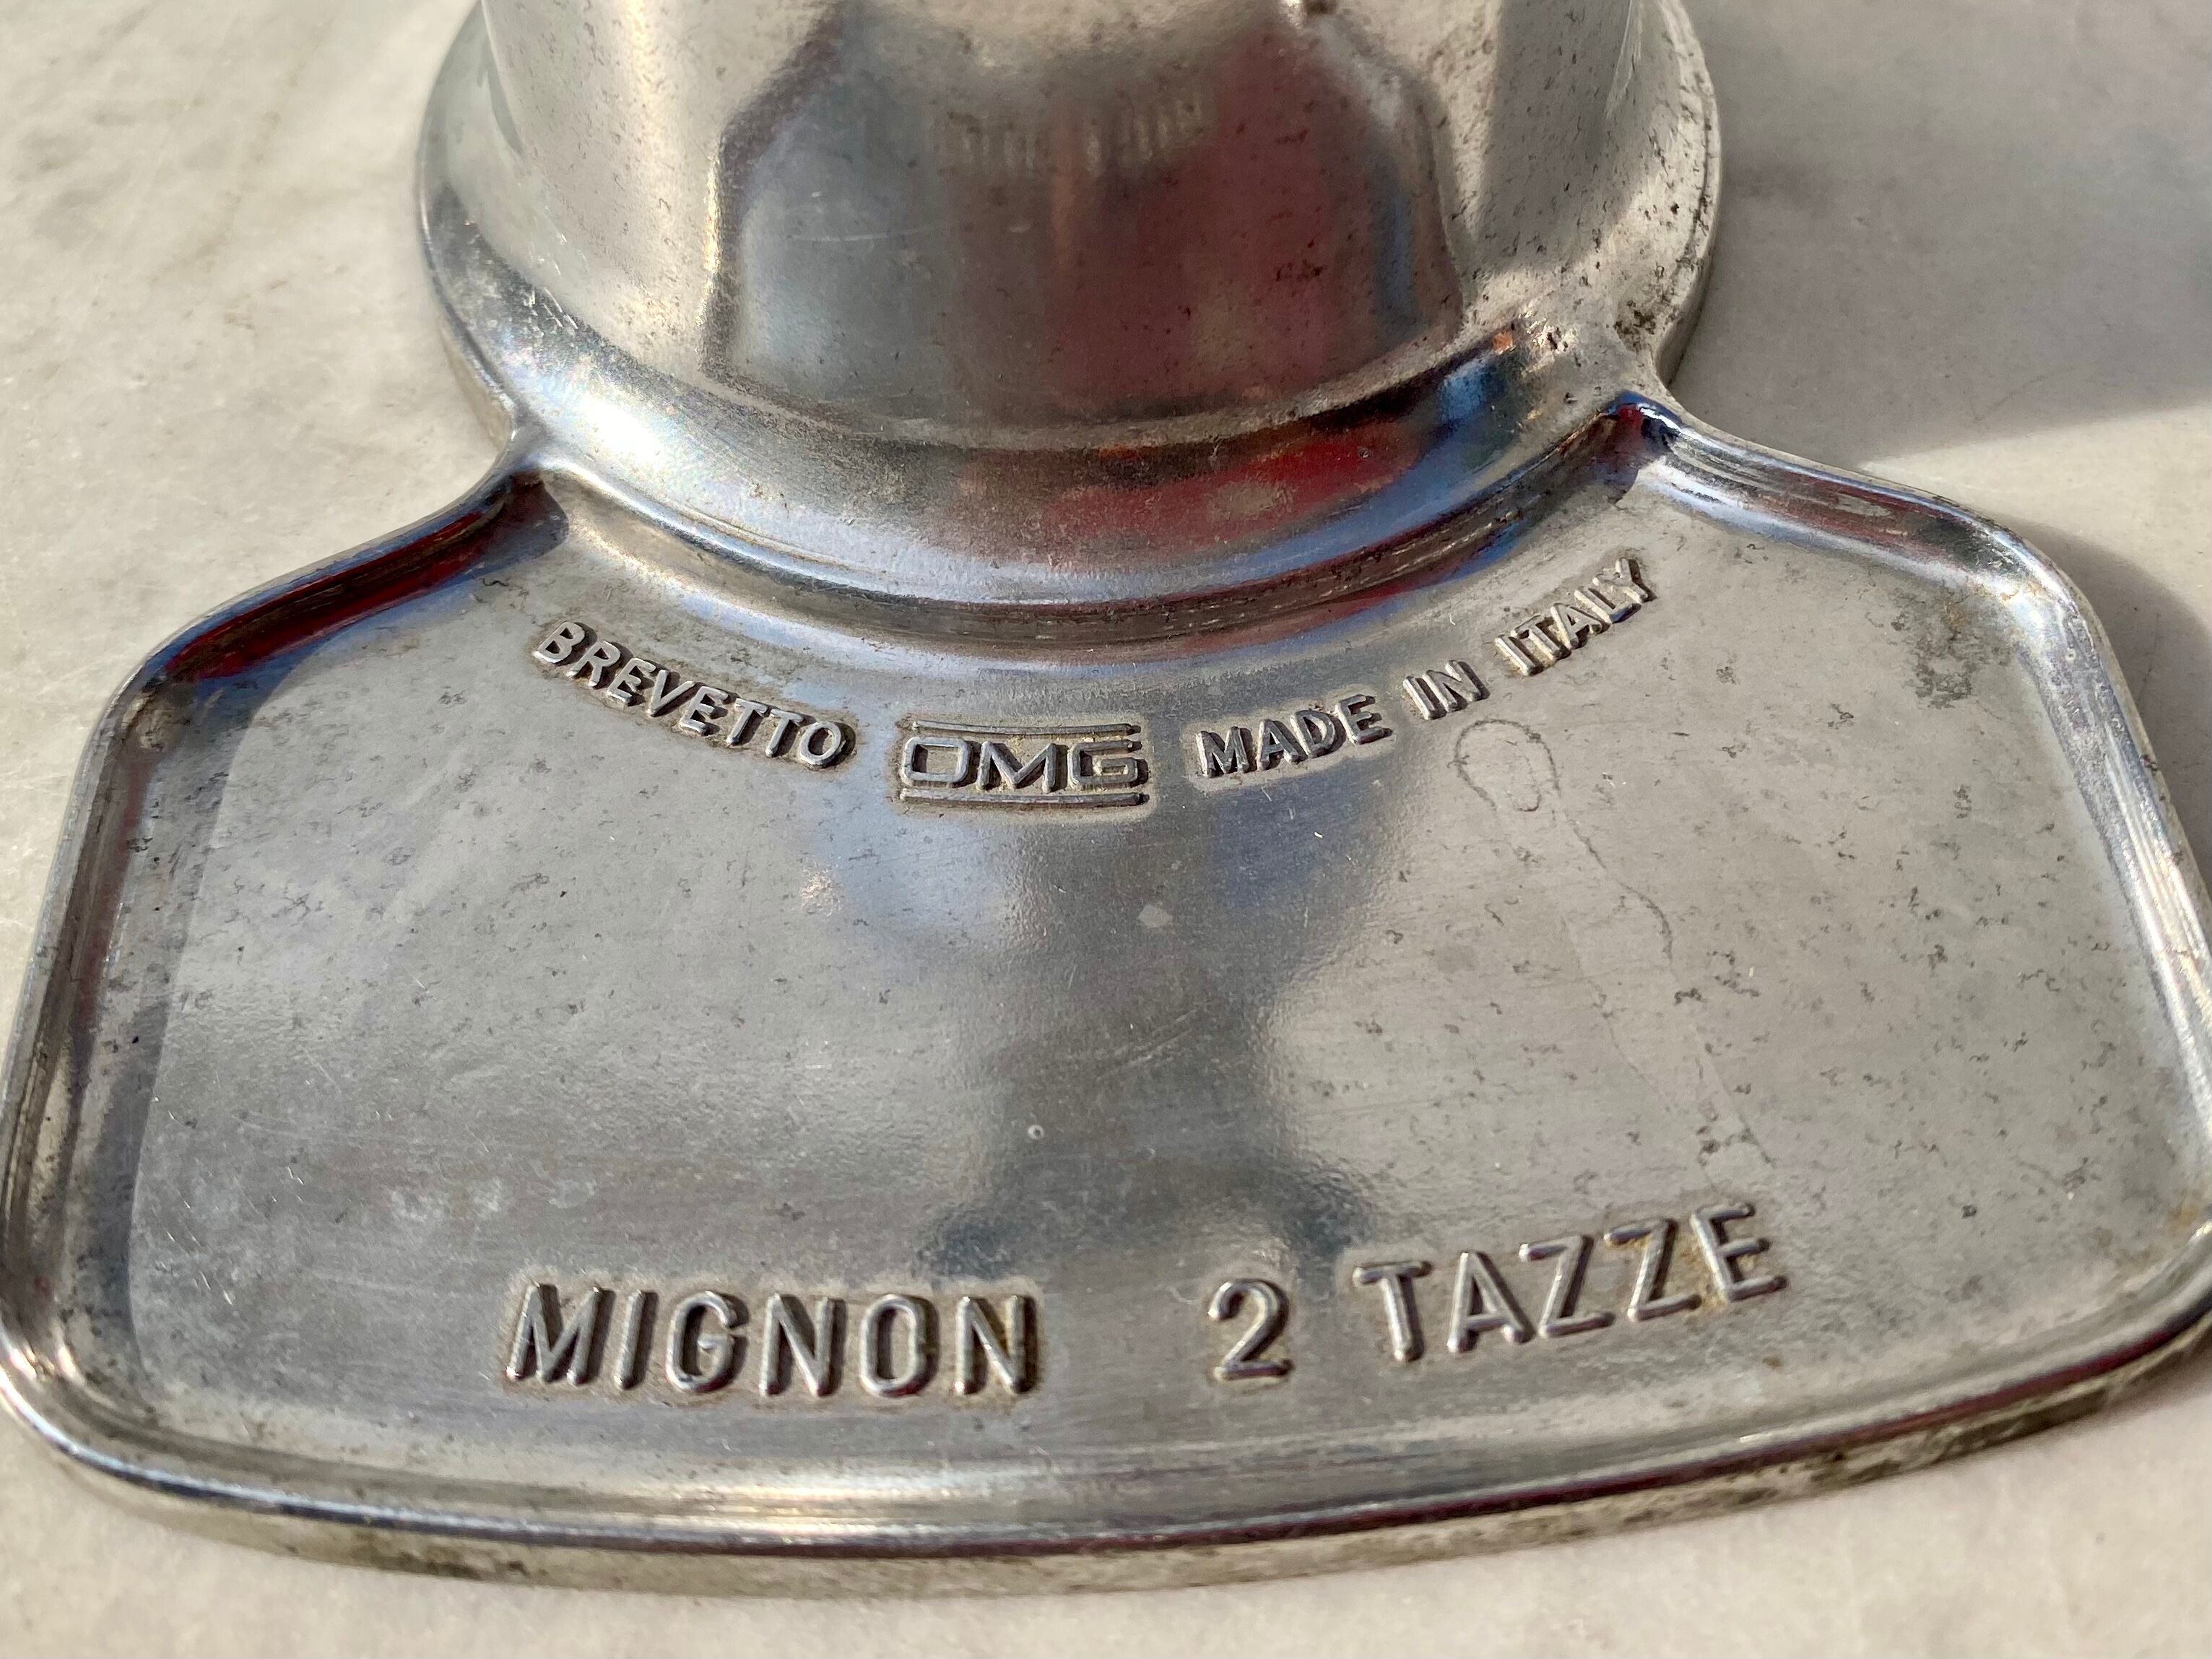 BREVETTO OMG MADE IN ITALY
MIGNON 2 TAZZE